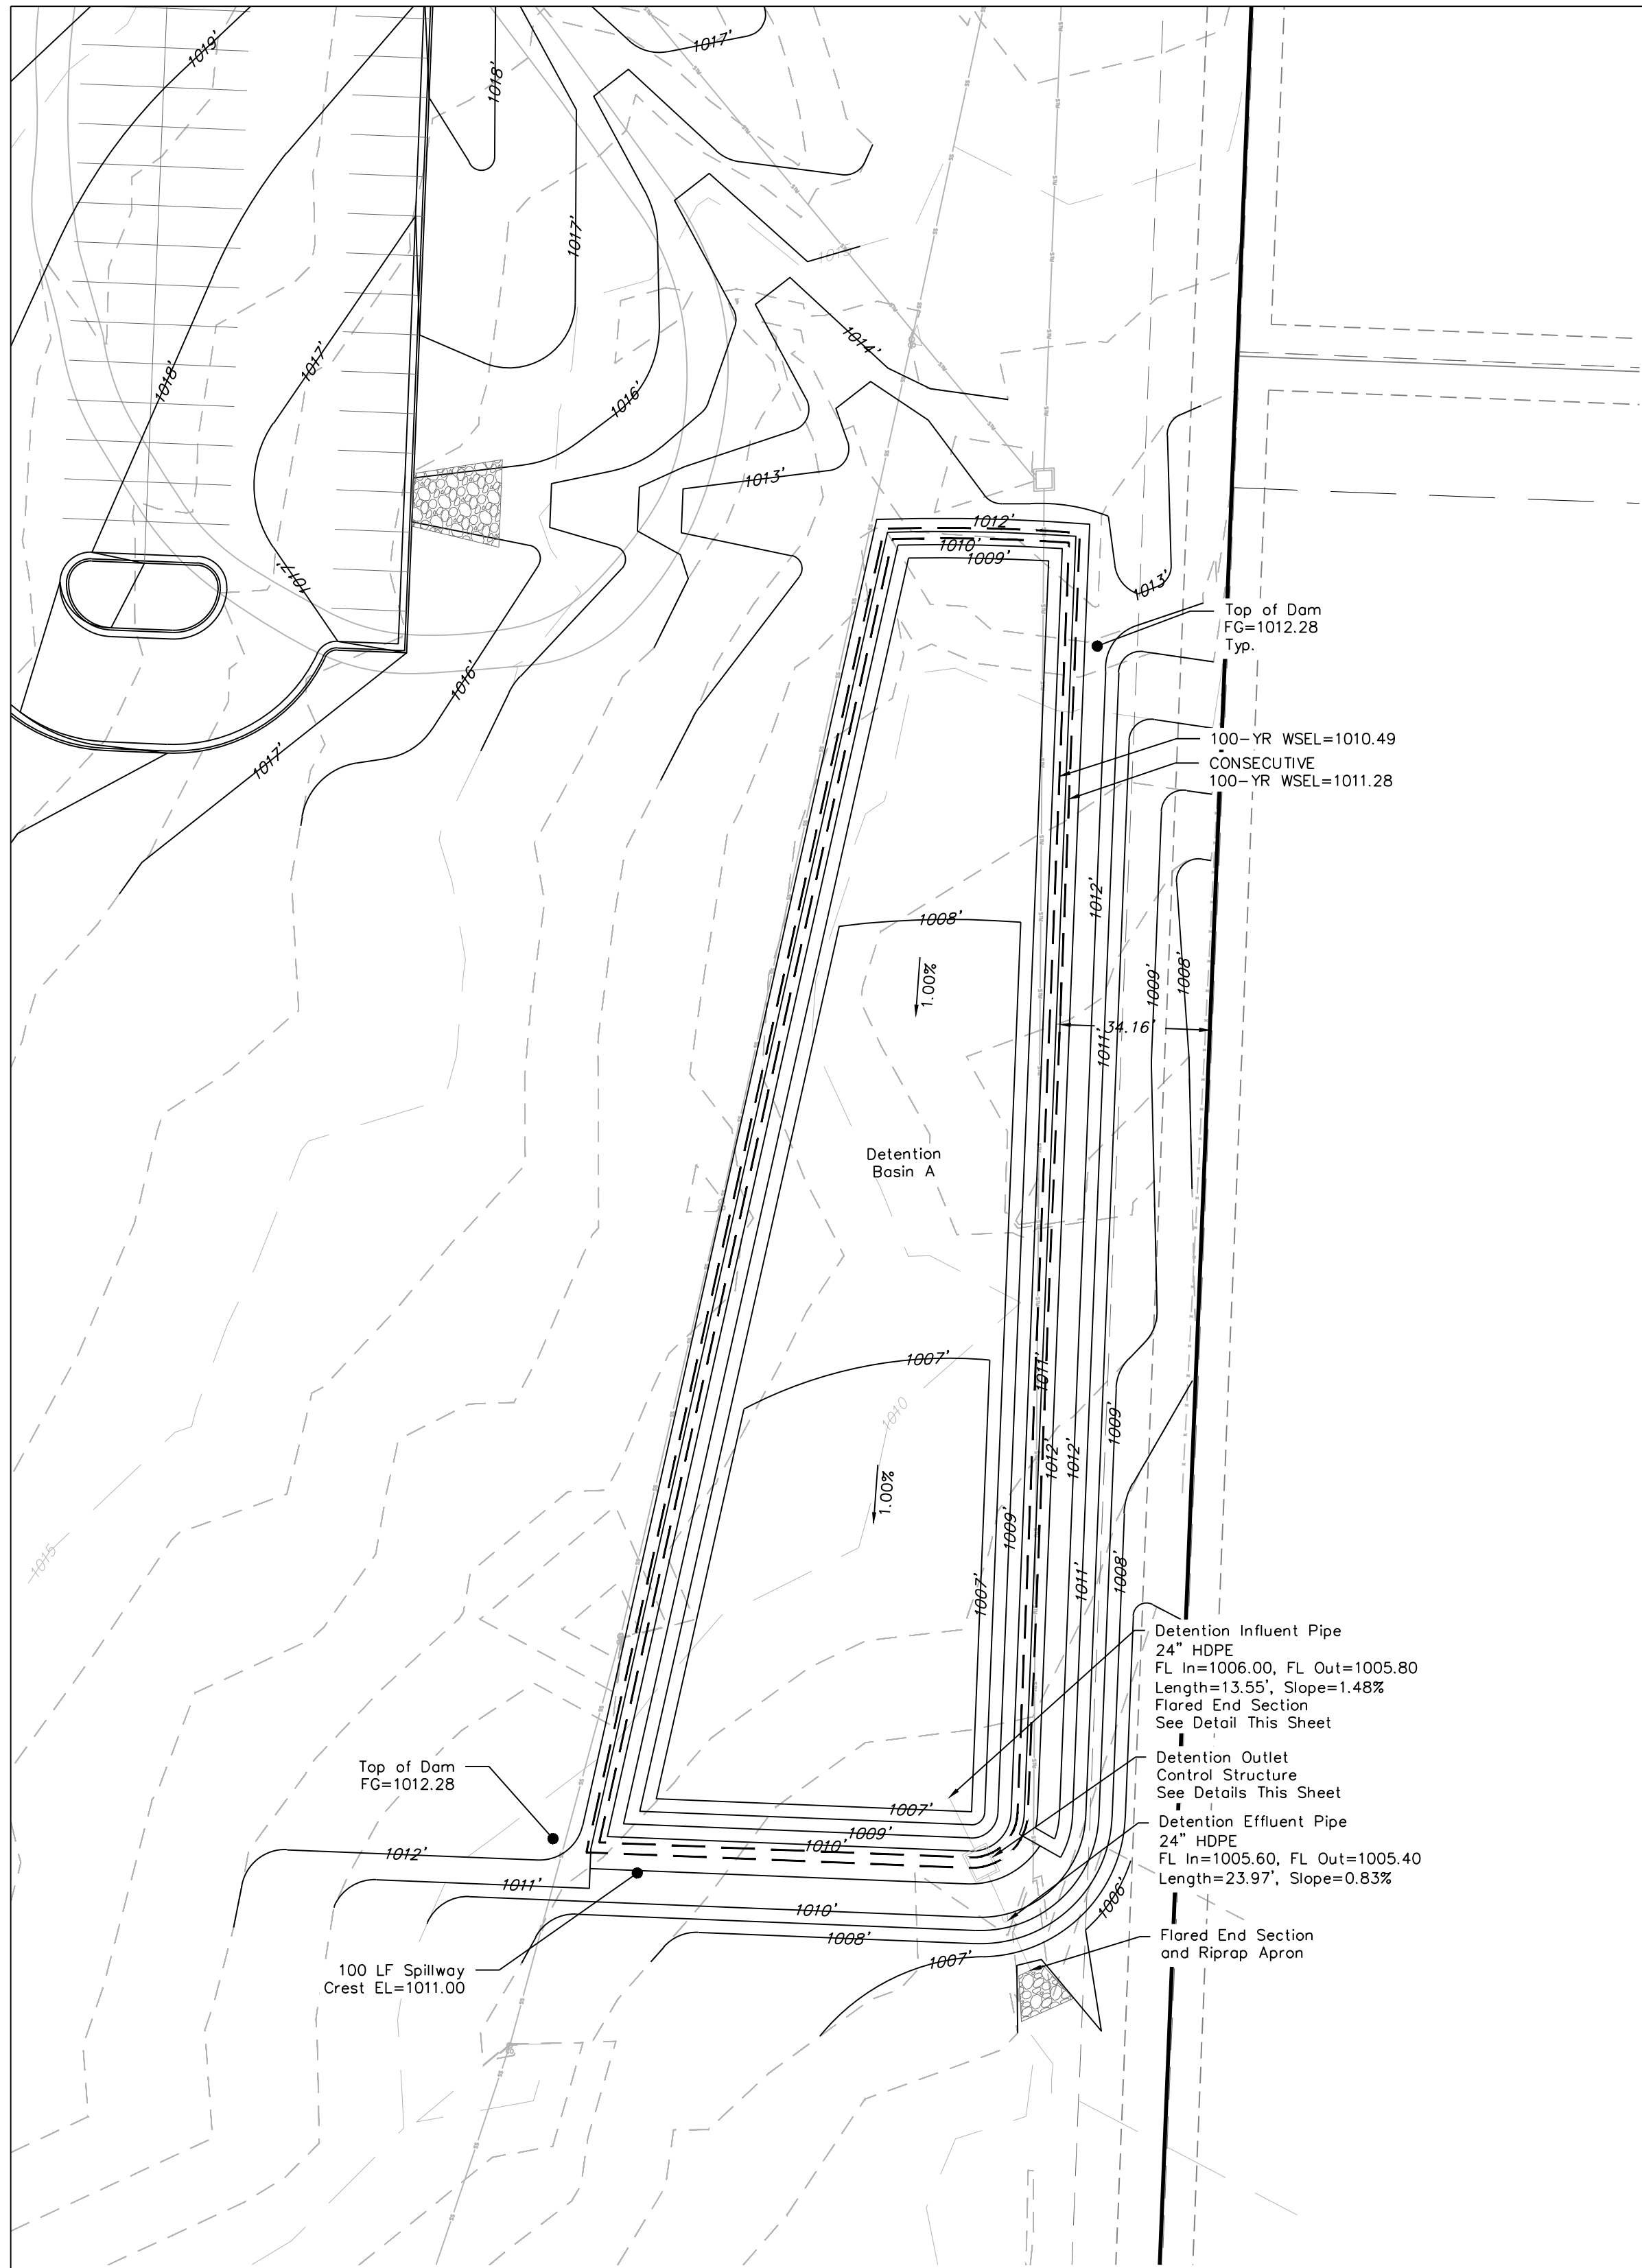 1019'
1018'
1017'
1017'
1018'
1017'
1016'
1014'
1015
1013'
1012'
1010'
1009'
1013'
1017'
1016'
1017'
Top of Dam
FG=1012.28
Typ.
100-YR WSEL=1010.49
CONSECUTIVE
100-YR WSEL=1011.28
1012'
1008'
1.00%
1009'
1008'
34.16'
1011'
Detention
Basin A
1007'
1011'
1010
1009'
1012'
1012'
1.00%
1009'
1015
1007'
1011'
1008'
Detention Influent Pipe
24" HDPE
FL In=1006.00, FL Out=1005.80
Length=13.55', Slope=1.48%
Flared End Section
See Detail This Sheet
Detention Outlet
Control Structure
See Details This Sheet
Top of Dam
FG=1012.28
1007'
1009'
1010'
Detention Effluent Pipe
24" HDPE
FL In=1005.60, FL Out=1005.40
Length=23.97', Slope=0.83%
1012'
1011'
1010'
1006'
1008'
1007'
Flared End Section
and Riprap Apron
100 LF Spillway
Crest EL=1011.00